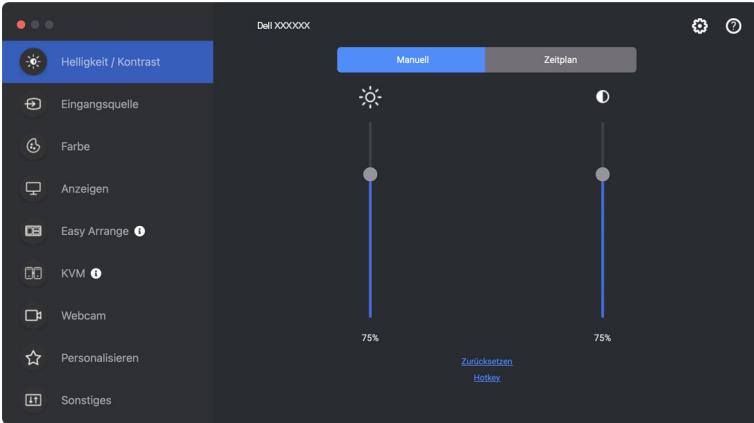 Dell XXXXXX
Helligkeit / Kontrast
Eingangsquelle
Farbe
Anzeigen
Easy Arrange
KVM
Webcam
Personalisieren
Sonstiges
Manuell
Zeitplan
75%
75%
Zurücksetzen
Hotkey